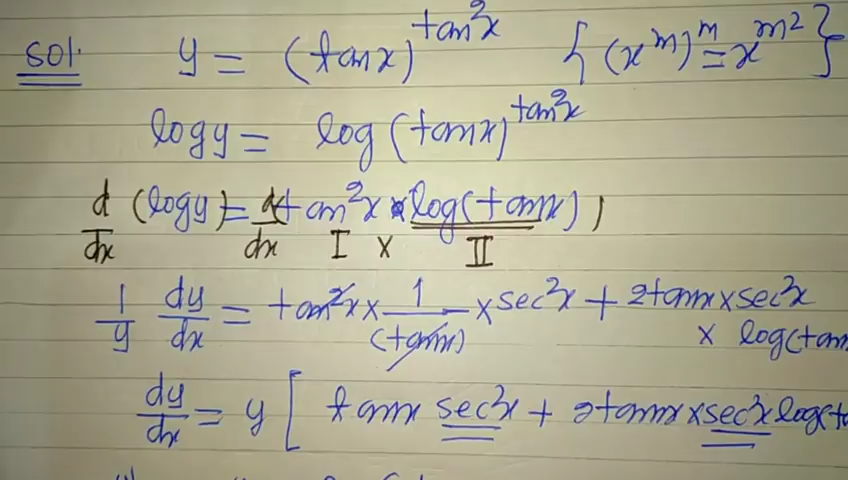 Sol. y = (tanx)^tan²x { (x^m)^m = x^m² }
log y = log (tanx)^tan²x
d/dx (log y) = d/dx tan²x × log(tanx) )
I × II
1/y dy/dx = tan²x × 1/(tanx) × sec²x + 2tanx × sec²x
× log(tan
dy/dx = y [ tanx sec²x + 2tanx × sec²x log(t